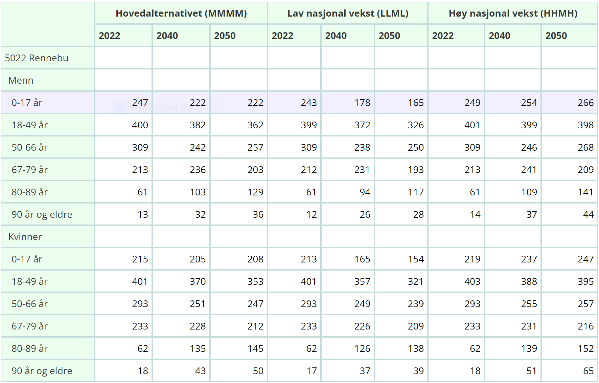 Hovedalternativet (MMMM) Lav nasjonal vekst (LLML) Høy nasjonal vekst (HHMH)
2022 2040 2050 2022 2040 2050 2022 2040 2050
5022 Rennebu
Menn
0-17 år 247 222 222 243 178 165 249 254 266
18-49 år 400 382 362 399 372 326 401 399 398
50-66 år 309 242 257 309 238 250 309 246 268
67-79 år 213 236 203 212 231 193 213 241 209
80-89 år 61 103 129 61 94 117 61 109 141
90 år og eldre 13 32 36 12 26 28 14 37 44
Kvinner
0-17 år 215 205 208 213 165 154 219 237 247
18-49 år 401 370 353 401 357 321 403 388 395
50-66 år 293 251 247 293 249 239 293 255 257
67-79 år 233 228 212 233 226 209 233 231 216
80-89 år 62 135 145 62 126 138 62 139 152
90 år og eldre 18 43 50 17 37 39 18 51 65